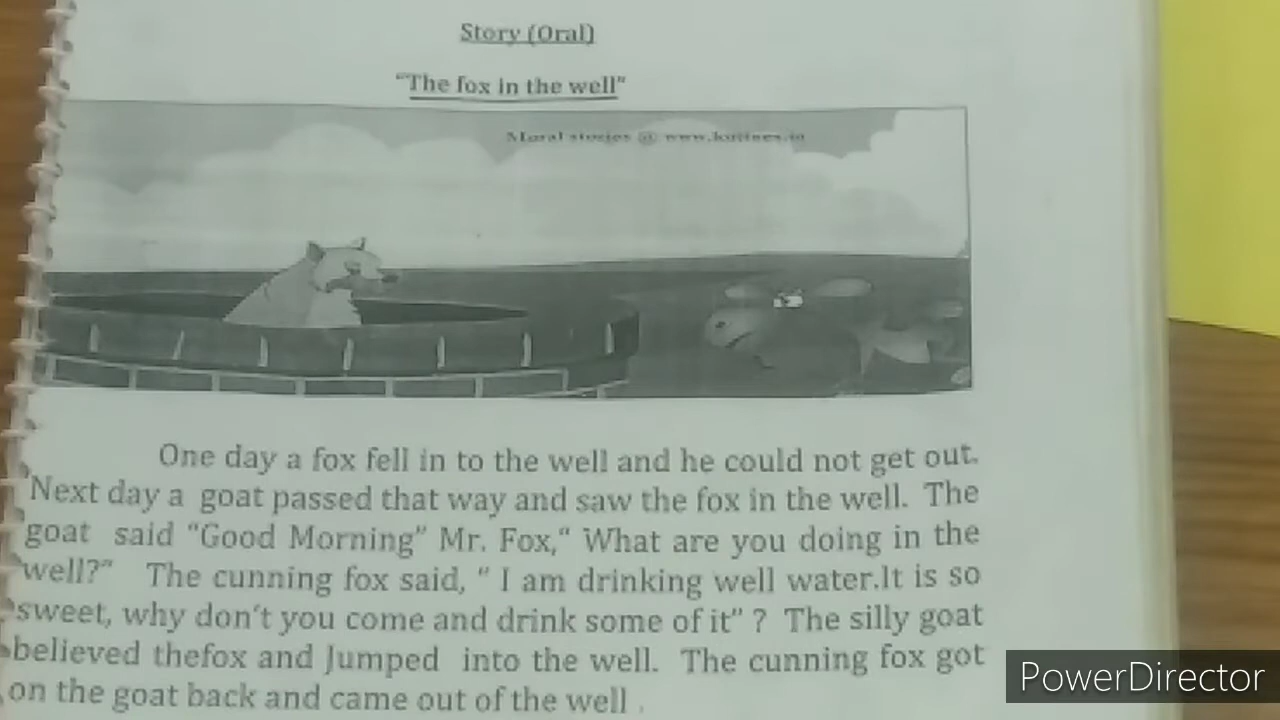 Story (Oral)
"The fox in the well"
Moral stories @ www.
One day a fox fell in to the well and he could not get out.
Next day a goat passed that way and saw the fox in the well. The
goat said "Good Morning" Mr. Fox," What are you doing in the
well?" The cunning fox said, " I am drinking well water.It is so
sweet, why don't you come and drink some of it" ? The silly goat
believed thefox and Jumped into the well. The cunning fox got
on the goat back and came out of the well .
PowerDirector